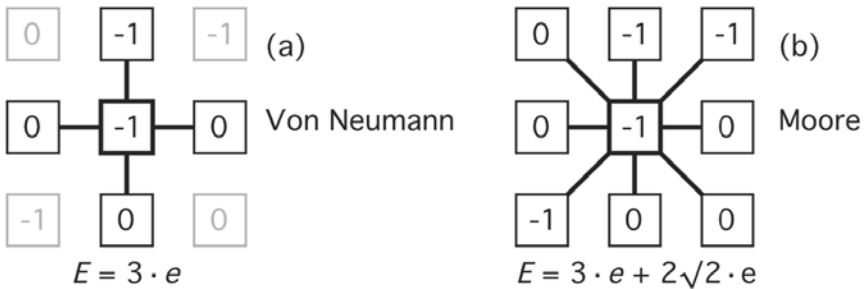 0 -1 -1 (a)
0 -1 0 Von Neumann
-1 0 0
E = 3 · e
0 -1 -1 (b)
0 -1 0 Moore
-1 0 0
E = 3 · e + 2√2 · e